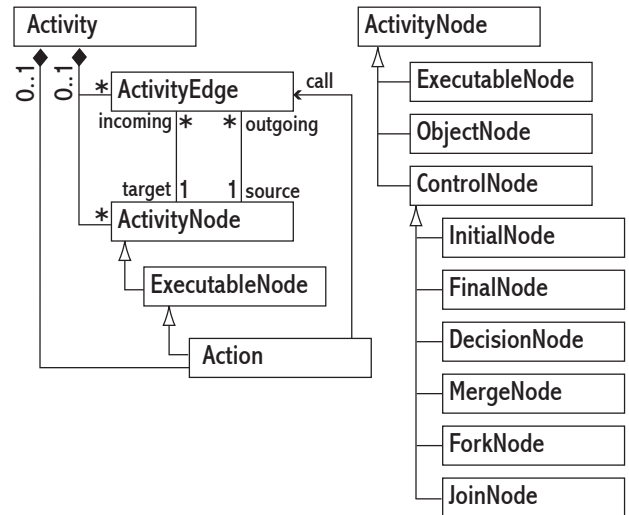 Activity
0..1
0..1
* ActivityEdge
call
incoming * * outgoing
target 1 1 source
* ActivityNode
ExecutableNode
Action
ActivityNode
ExecutableNode
ObjectNode
ControlNode
InitialNode
FinalNode
DecisionNode
MergeNode
ForkNode
JoinNode